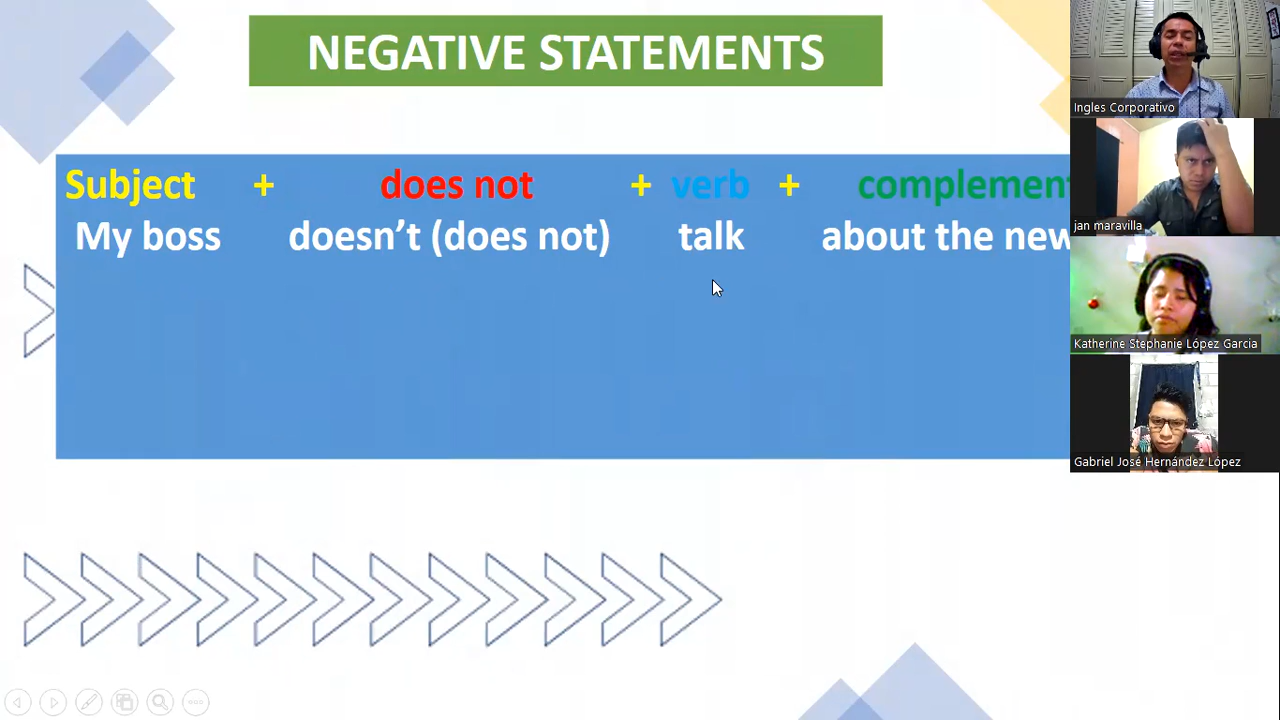 NEGATIVE STATEMENTS
Subject + does not + verb + complement
My boss doesn’t (does not) talk about the new
Ingles Corporativo
jan maravilla
Katherine Stephanie López Garcia
Gabriel José Hernández López